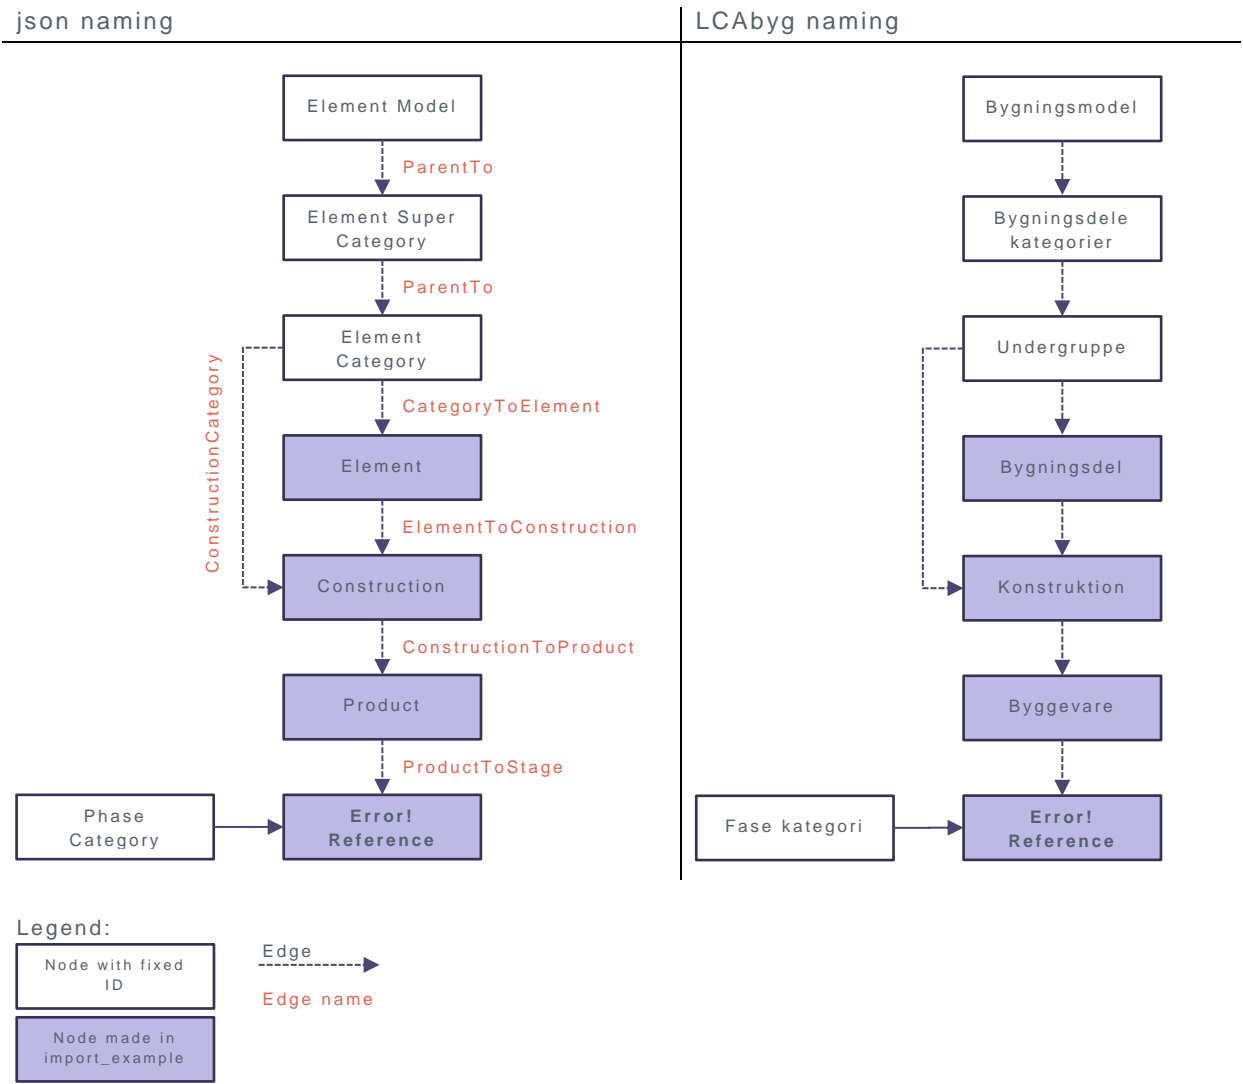 json naming
LCAbyg naming
Element Model
ParentTo
Element Super
Category
ParentTo
Element
Category
ConstructionCategory
CategoryToElement
Element
ElementToConstruction
Construction
ConstructionToProduct
Product
ProductToStage
Phase
Category
Error!
Reference
Bygningsmodel
Bygningsdele
kategorier
Undergruppe
Bygningsdel
Konstruktion
Byggevare
Fase kategori
Error!
Reference
Legend:
Node with fixed
ID
Edge
Edge name
Node made in
import_example